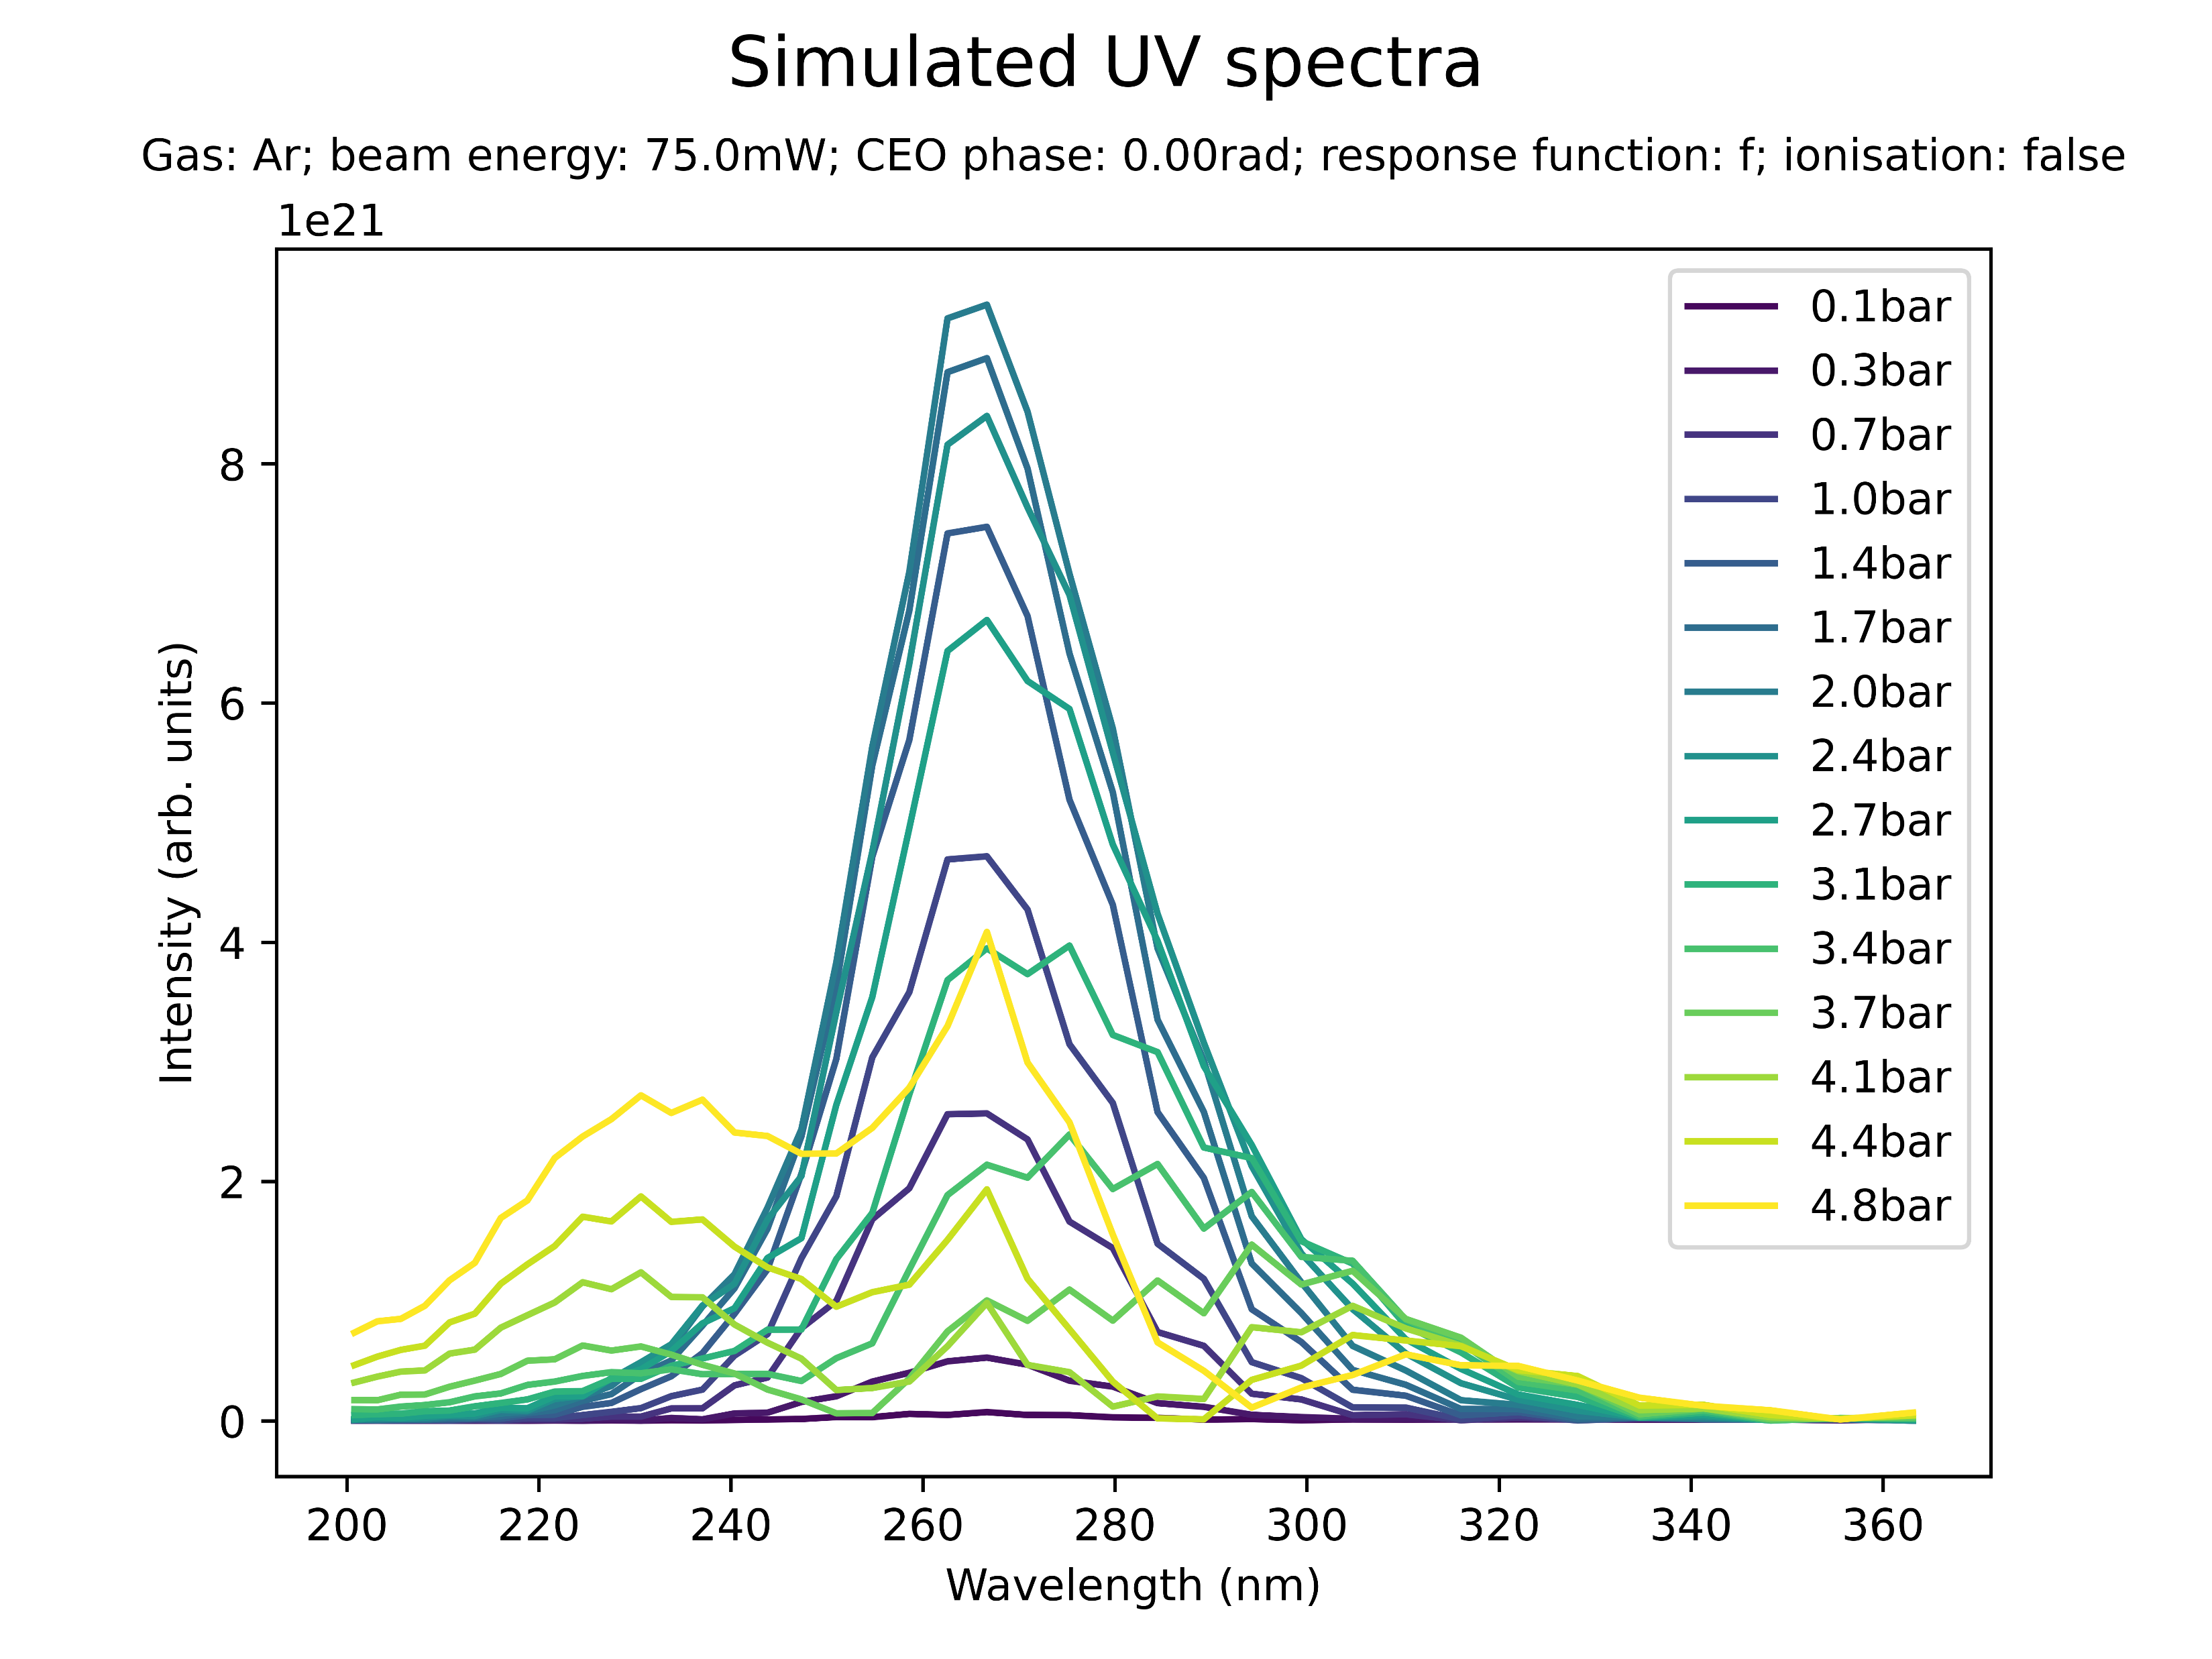 Simulated UV spectra
Gas: Ar; beam energy: 75.0mW; CEO phase: 0.00rad; response function: f; ionisation: false
1e21
8
6
4
2
0
Intensity (arb. units)
200 220 240 260 280 300 320 340 360
Wavelength (nm)
0.1bar
0.3bar
0.7bar
1.0bar
1.4bar
1.7bar
2.0bar
2.4bar
2.7bar
3.1bar
3.4bar
3.7bar
4.1bar
4.4bar
4.8bar